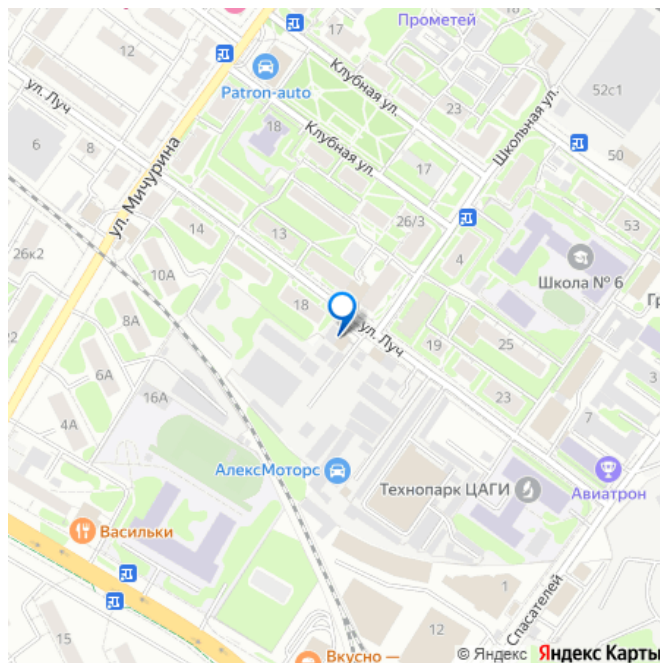 Прометей
12
17
52с1
ул. Луч
Patron-auto
Клубная ул.
23
Школьная ул.
6
8
18
Клубная ул.
17
50
ул. Мичурина
26/3
53
14
13
4
Школа № 6
26к2
10А
18
Гр
22
8А
ул. Луч
19
25
6А
16А
23
3
4А
7
АлексМоторс
Технопарк ЦАГИ
Авиатрон
Васильки
1
Спасателей
15
12
Вкусно —
© Яндекс Яндекс Карты